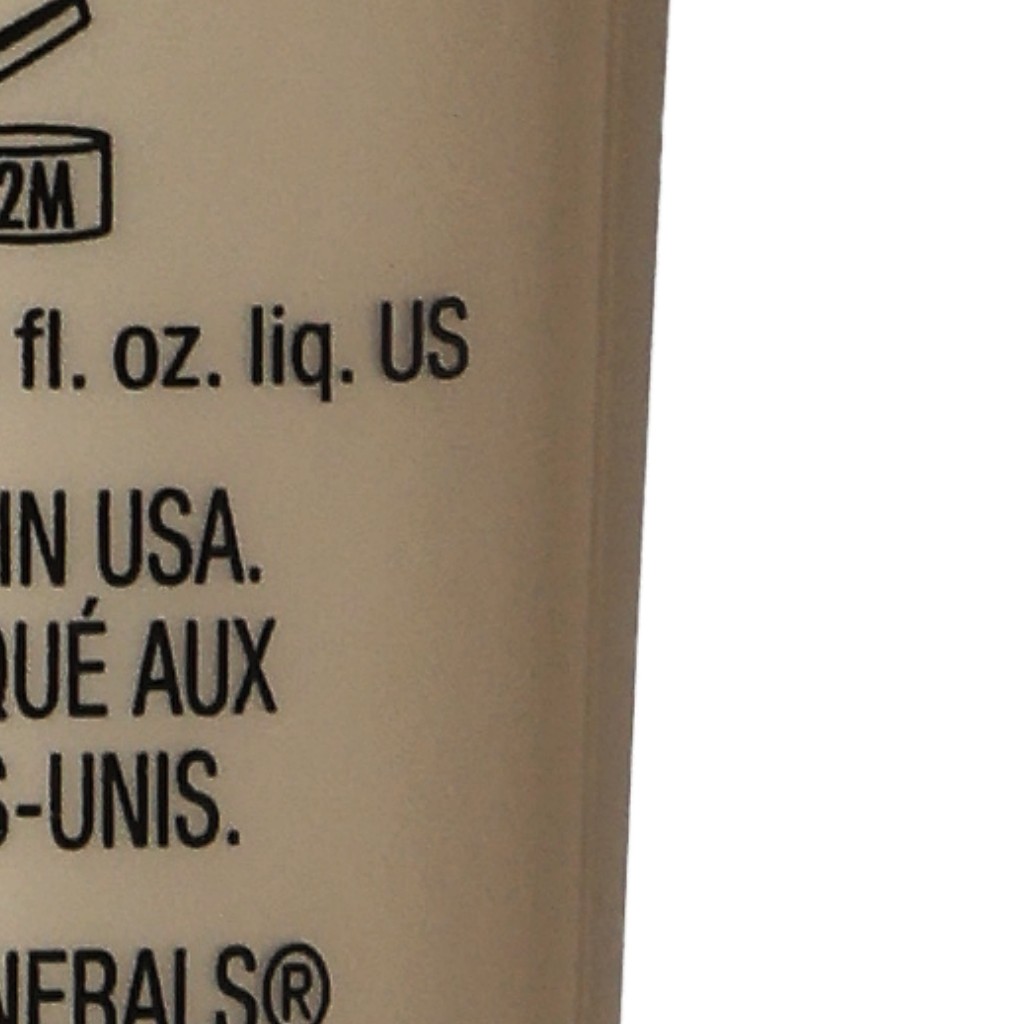 2M
fl. oz. liq. US
IN USA.
QUÉ AUX
S-UNIS.
NERALS®